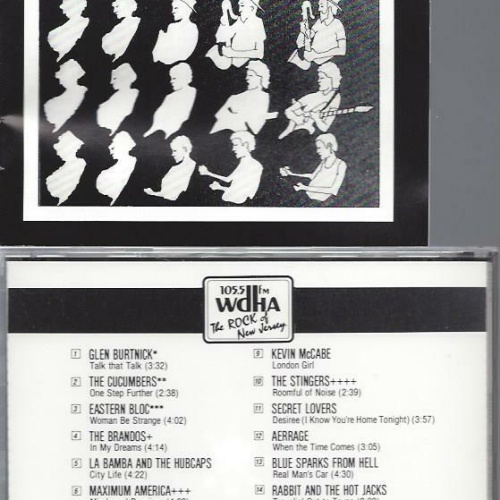 105.5 FM
WdHA
The ROCK of
New Jersey
1 GLEN BURTNICK*
Talk that Talk (3:32)
2 THE CUCUMBERS**
One Step Further (2:38)
3 EASTERN BLOC***
Woman Be Strange (4:02)
4 THE BRANDOS+
In My Dreams (4:14)
5 LA BAMBA AND THE HUBCAPS
City Life (4:22)
6 MAXIMUM AMERICA+++
9 KEVIN McCABE
London Girl
10 THE STINGERS++++
Roomful of Noise (2:39)
11 SECRET LOVERS
Desiree (I Know You're Home Tonight) (3:57)
12 AERRAGE
When the Time Comes (3:05)
13 BLUE SPARKS FROM HELL
Real Man's Car (4:30)
14 RABBIT AND THE HOT JACKS